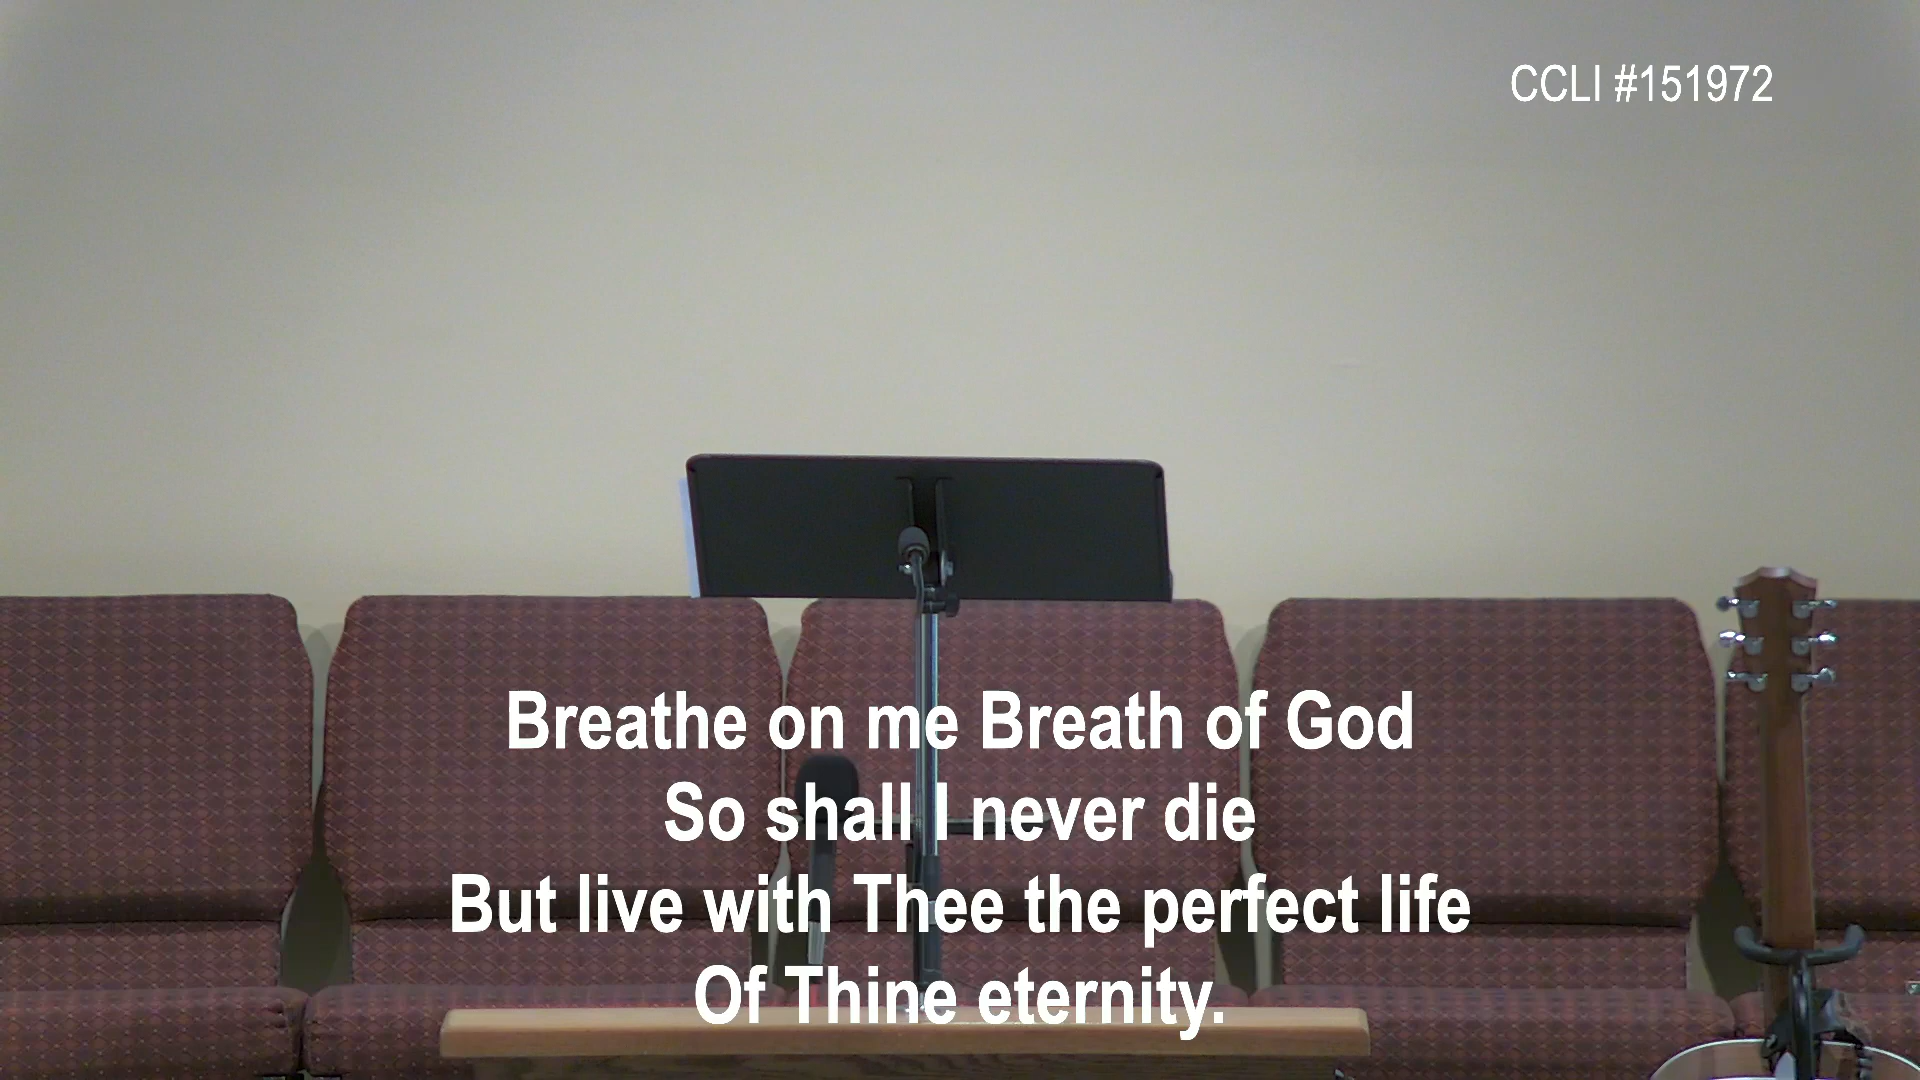 CCLI #151972
Breathe on me Breath of God
So shall I never die
But live with Thee the perfect life
Of Thine eternity.